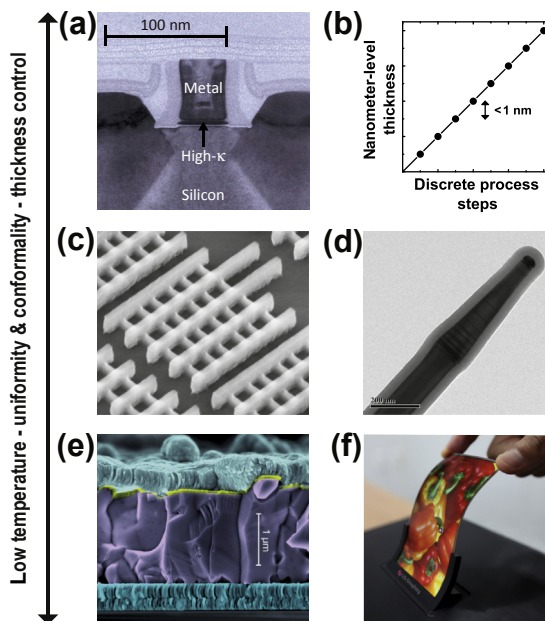 Low temperature - uniformity & conformality - thickness control
(a)
100 nm
Metal
High-κ
Silicon
(b)
Nanometer-level
thickness
<1 nm
Discrete process
steps
(c)
(d)
200 nm
(e)
1 μm
(f)